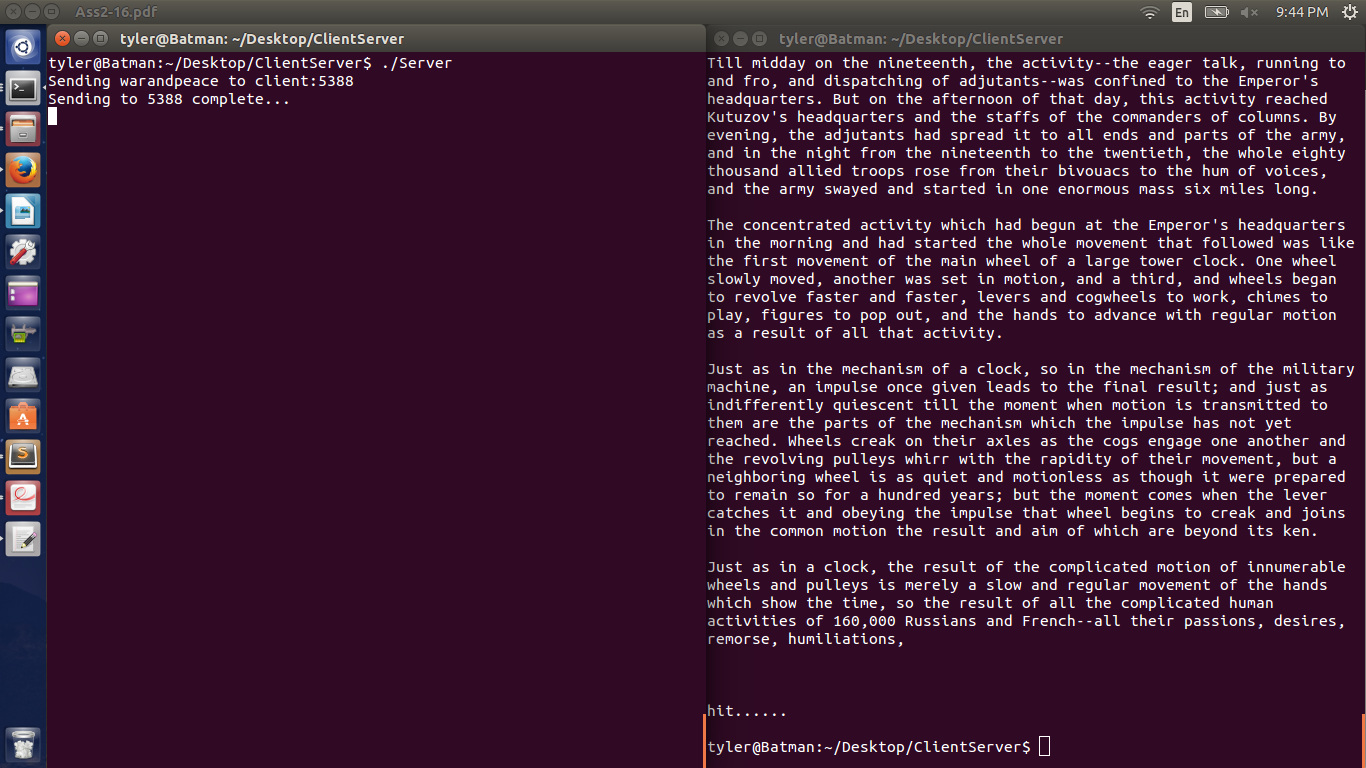 Ass2-16.pdf
En
9:44 PM
tyler@Batman: ~/Desktop/ClientServer
tyler@Batman:~/Desktop/ClientServer$ ./Server
Sending warandpeace to client:5388
Sending to 5388 complete...
tyler@Batman: ~/Desktop/ClientServer
Till midday on the nineteenth, the activity--the eager talk, running to
and fro, and dispatching of adjutants--was confined to the Emperor's
headquarters. But on the afternoon of that day, this activity reached
Kutuzov's headquarters and the staffs of the commanders of columns. By
evening, the adjutants had spread it to all ends and parts of the army,
and in the night from the nineteenth to the twentieth, the whole eighty
thousand allied troops rose from their bivouacs to the hum of voices,
and the army swayed and started in one enormous mass six miles long.
The concentrated activity which had begun at the Emperor's headquarters
in the morning and had started the whole movement that followed was like
the first movement of the main wheel of a large tower clock. One wheel
slowly moved, another was set in motion, and a third, and wheels began
to revolve faster and faster, levers and cogwheels to work, chimes to
play, figures to pop out, and the hands to advance with regular motion
as a result of all that activity.
Just as in the mechanism of a clock, so in the mechanism of the military
machine, an impulse once given leads to the final result; and just as
indifferently quiescent till the moment when motion is transmitted to
them are the parts of the mechanism which the impulse has not yet
reached. Wheels creak on their axles as the cogs engage one another and
the revolving pulleys whirr with the rapidity of their movement, but a
neighboring wheel is as quiet and motionless as though it were prepared
to remain so for a hundred years; but the moment comes when the lever
catches it and obeying the impulse that wheel begins to creak and joins
in the common motion the result and aim of which are beyond its ken.
Just as in a clock, the result of the complicated motion of innumerable
wheels and pulleys is merely a slow and regular movement of the hands
which show the time, so the result of all the complicated human
activities of 160,000 Russians and French--all their passions, desires,
remorse, humiliations,
hit......
tyler@Batman:~/Desktop/ClientServer$